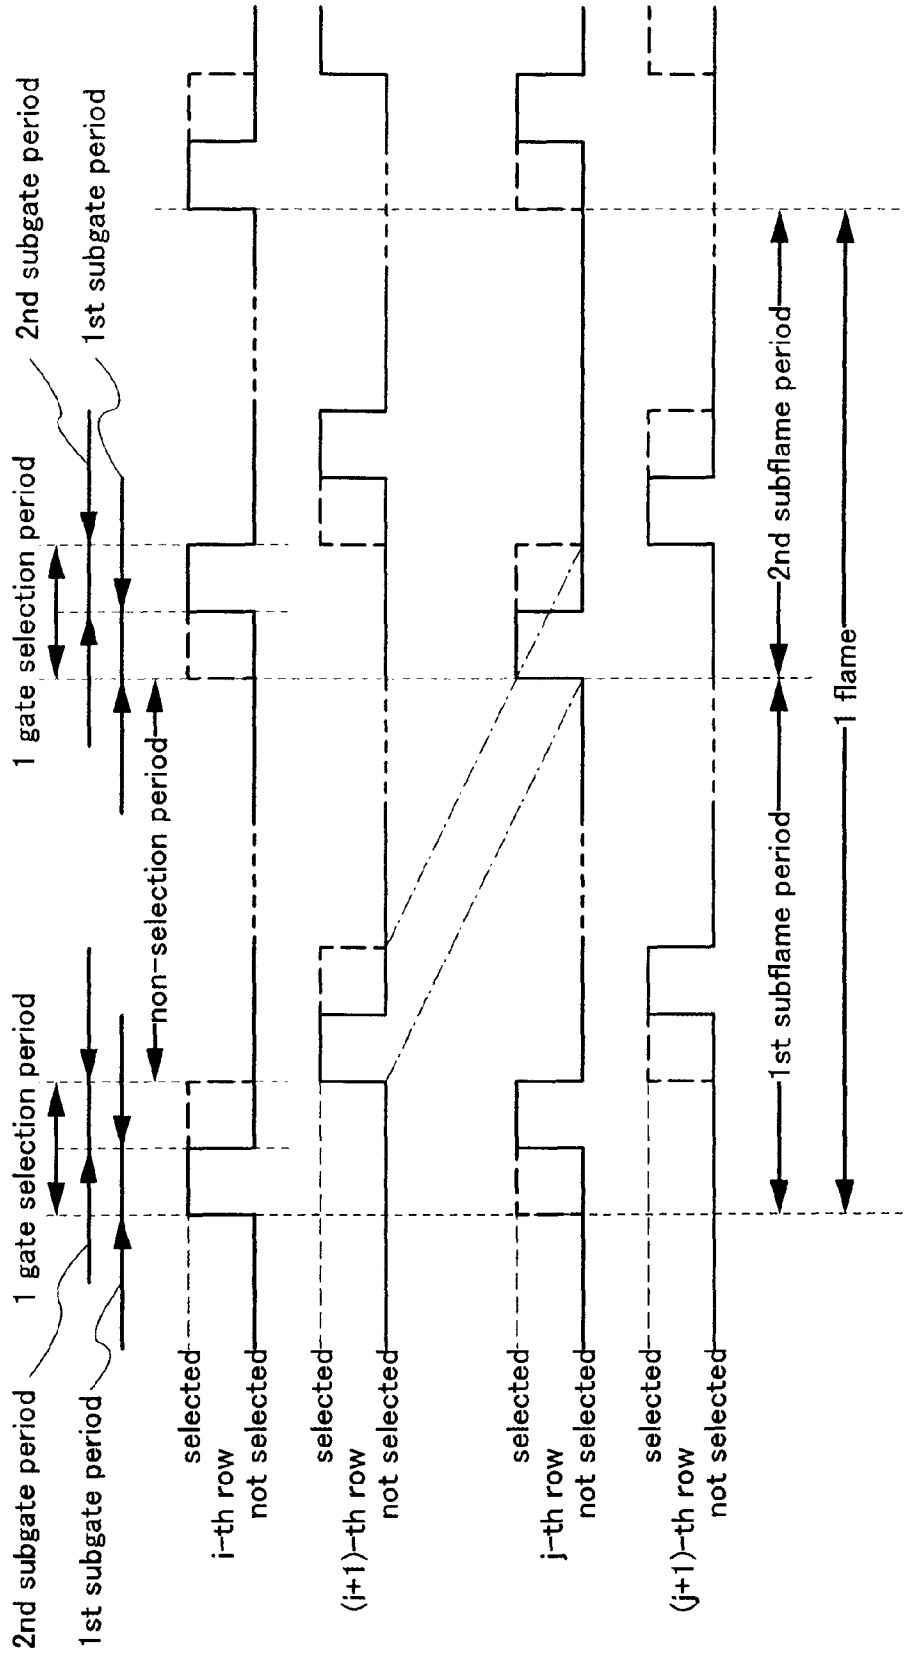 2nd subgate period
1st subgate period
1 gate selection period
1 gate selection period
2nd subgate period
1st subgate period
non-selection period
selected
i-th row
not selected
selected
(i+1)-th row
not selected
selected
j-th row
not selected
selected
(j+1)-th row
not selected
1st subflame period
2nd subflame period
1 flame